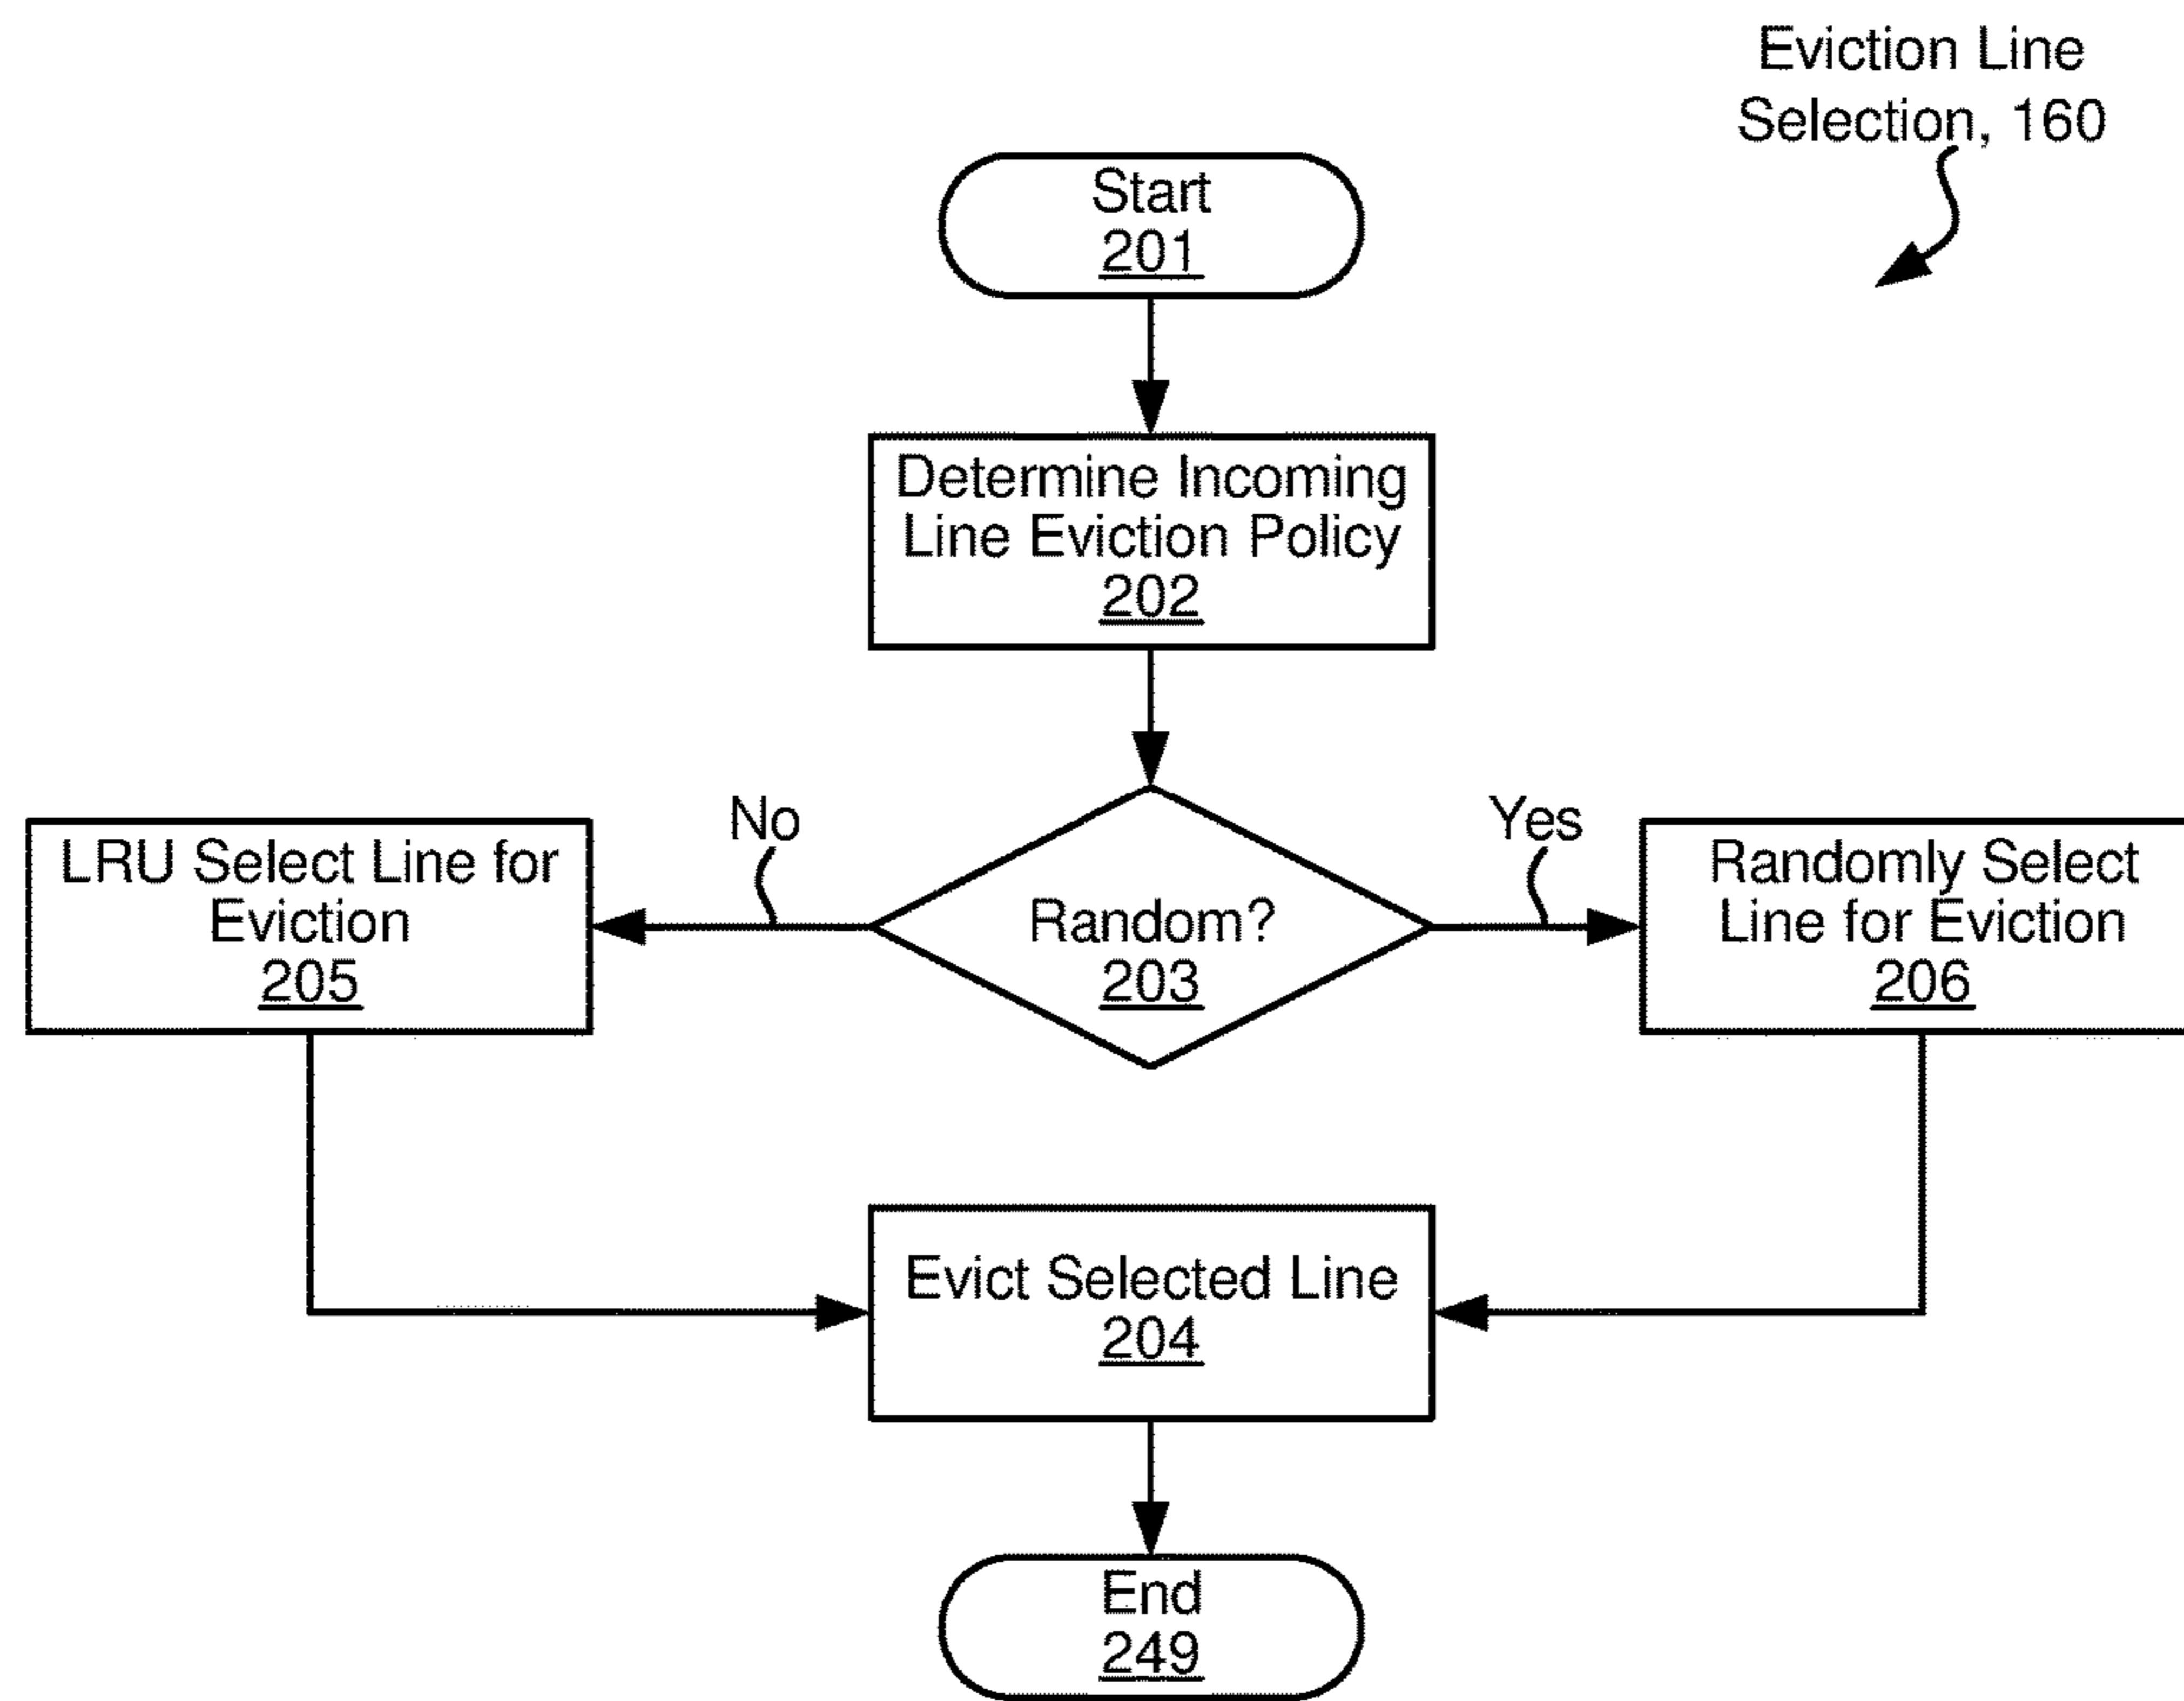 Eviction Line
Selection, 160
Start
201
Determine Incoming
Line Eviction Policy
202
No
Yes
LRU Select Line for
Eviction
205
Random?
203
Randomly Select
Line for Eviction
206
Evict Selected Line
204
End
249